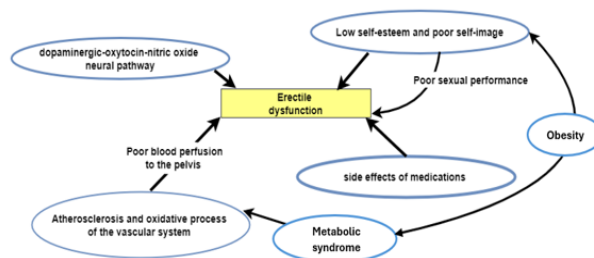 dopaminergic-oxytocin-nitric oxide
neural pathway
Low self-esteem and poor self-image
Poor sexual performance
Erectile
dysfunction
Obesity
Poor blood perfusion
to the pelvis
side effects of medications
Atherosclerosis and oxidative process
of the vascular system
Metabolic
syndrome